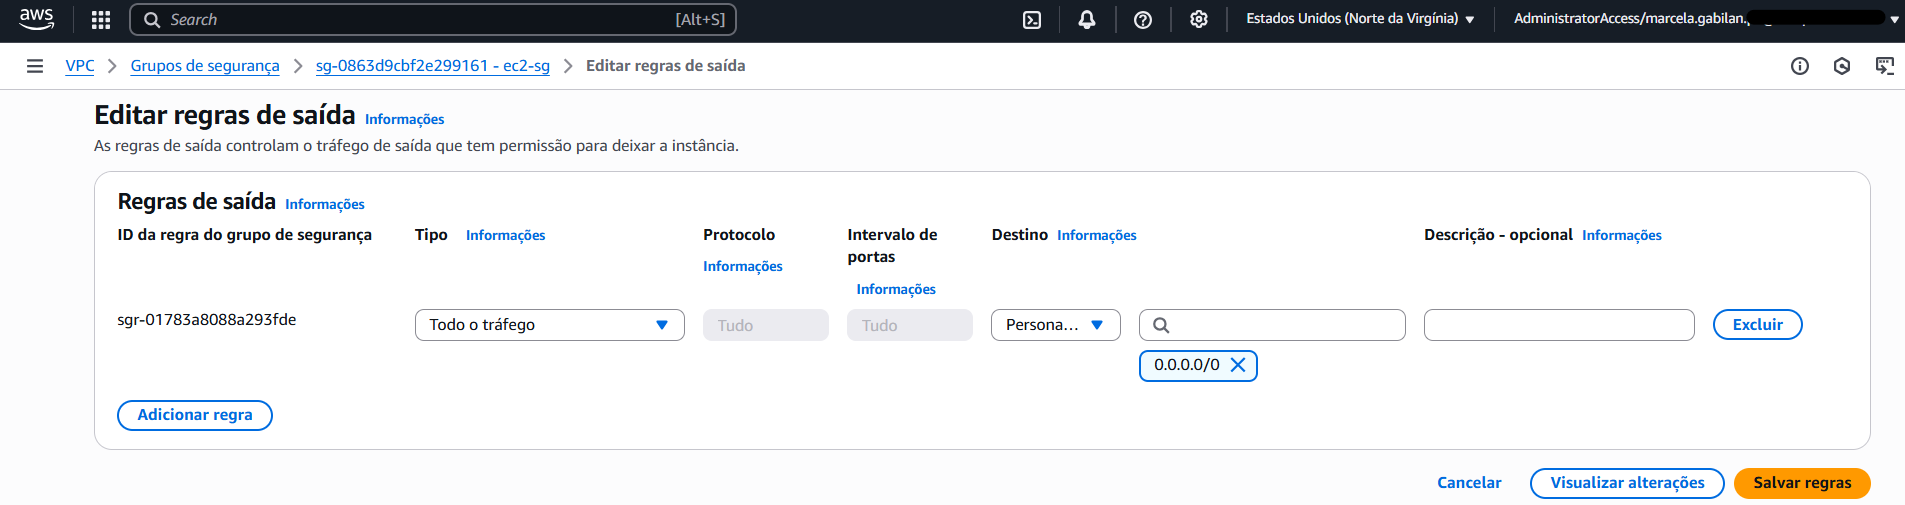 aws
Search [Alt+S]
Estados Unidos (Norte da Virgínia)
AdministratorAccess/marcela.gabilan.
VPC > Grupos de segurança > sg-0863d9cbf2e299161 - ec2-sg > Editar regras de saída
Editar regras de saída Informações
As regras de saída controlam o tráfego de saída que tem permissão para deixar a instância.
Regras de saída Informações
ID da regra do grupo de segurança
Tipo Informações
Protocolo
Informações
Intervalo de
portas
Informações
Destino Informações
Descrição - opcional Informações
sgr-01783a8088a293fde
Todo o tráfego
Tudo
Tudo
Persona...
Excluir
0.0.0.0/0
Adicionar regra
Cancelar
Visualizar alterações
Salvar regras